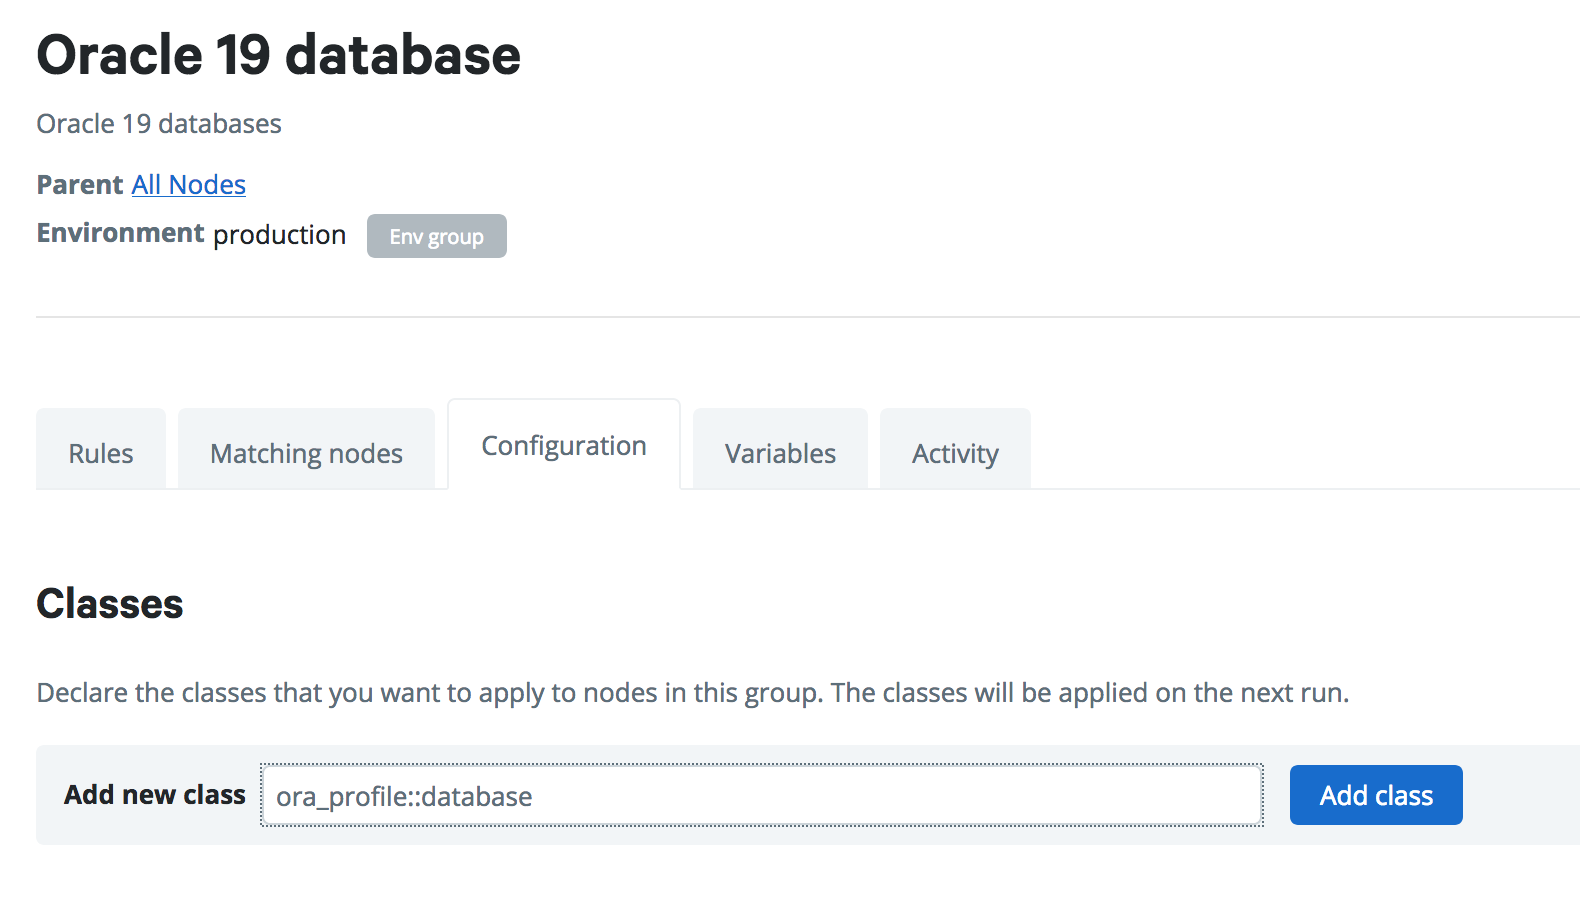 Oracle 19 database
Oracle 19 databases
Parent All Nodes
Environment production Env group
Rules Matching nodes Configuration Variables Activity
Classes
Declare the classes that you want to apply to nodes in this group. The classes will be applied on the next run.
Add new class ora_profile::database Add class